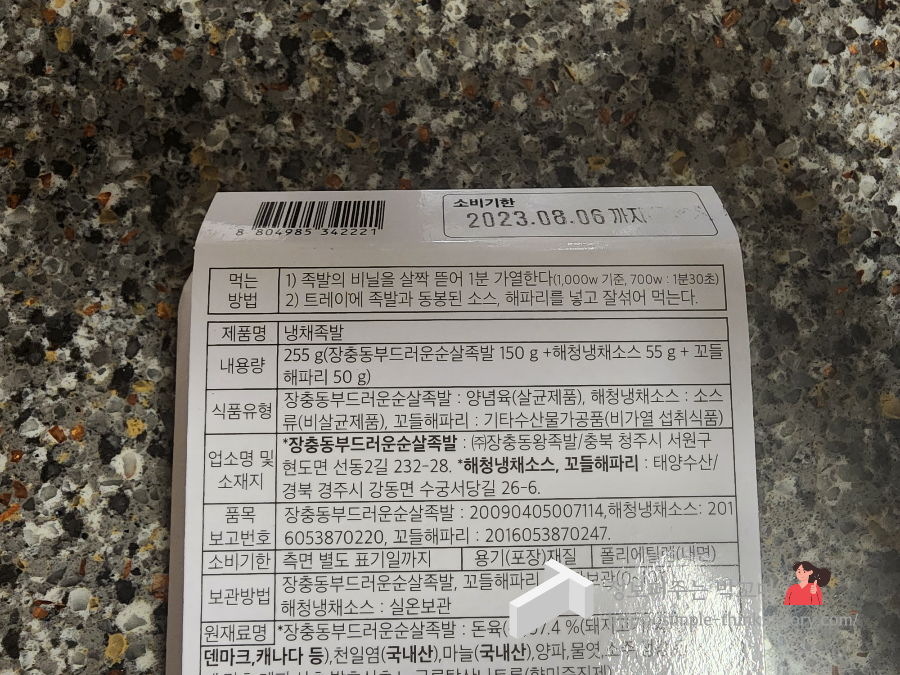 소비기한
2023.08.06 까지
8 804985 342221
먹는 방법
1) 족발의 비닐을 살짝 뜯어 1분 가열한다(1,000w 기준, 700w : 1분30초)
2) 트레이에 족발과 동봉된 소스, 해파리를 넣고 잘섞어 먹는다.
제품명 냉채족발
내용량
255 g(장충동부드러운순살족발 150 g +해청냉채소스 55 g + 꼬들
해파리 50 g)
식품유형
장충동부드러운순살족발 : 양념육(살균제품), 해청냉채소스 : 소스
류(비살균제품), 꼬들해파리 : 기타수산물가공품(비가열 섭취식품)
업소명 및 소재지
*장충동부드러운순살족발 : ㈜장충동왕족발/충북 청주시 서원구
현도면 선동2길 232-28. *해청냉채소스, 꼬들해파리 : 태양수산/
경북 경주시 강동면 수궁서당길 26-6.
품목 보고번호
장충동부드러운순살족발 : 20090405007114,해청냉채소스: 201
6053870220, 꼬들해파리 : 2016053870247.
소비기한 측면 별도 표기일까지 용기(포장)재질 폴리에틸렌(내면)
보관방법
장충동부드러운순살족발, 꼬들해파리
해청냉채소스 : 실온보관
원재료명 *장충동부드러운순살족발 : 돈육
덴마크,캐나다 등),천일염(국내산),마늘(국내산),양파,물엿,소주